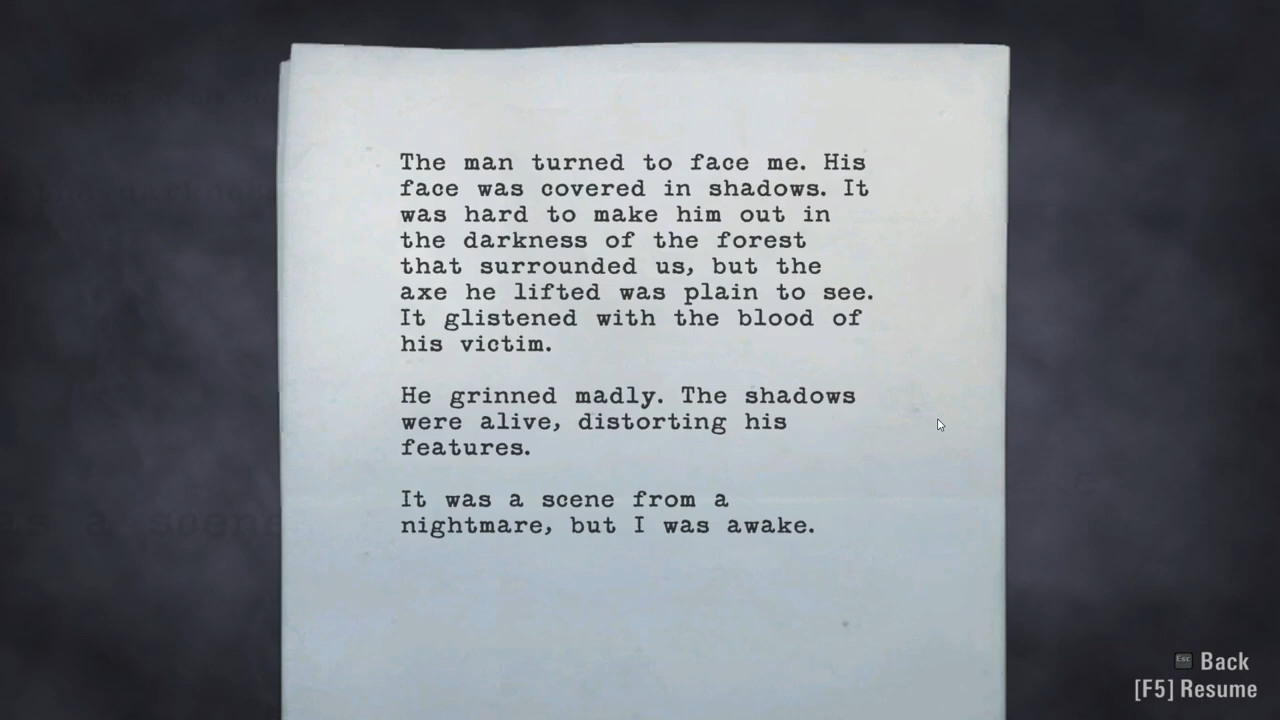 The man turned to face me. His
face was covered in shadows. It
was hard to make him out in
the darkness of the forest
that surrounded us, but the
axe he lifted was plain to see.
It glistened with the blood of
his victim.
He grinned madly. The shadows
were alive, distorting his
features.
It was a scene from a
nightmare, but I was awake.
as a scene
Esc Back
[F5] Resume